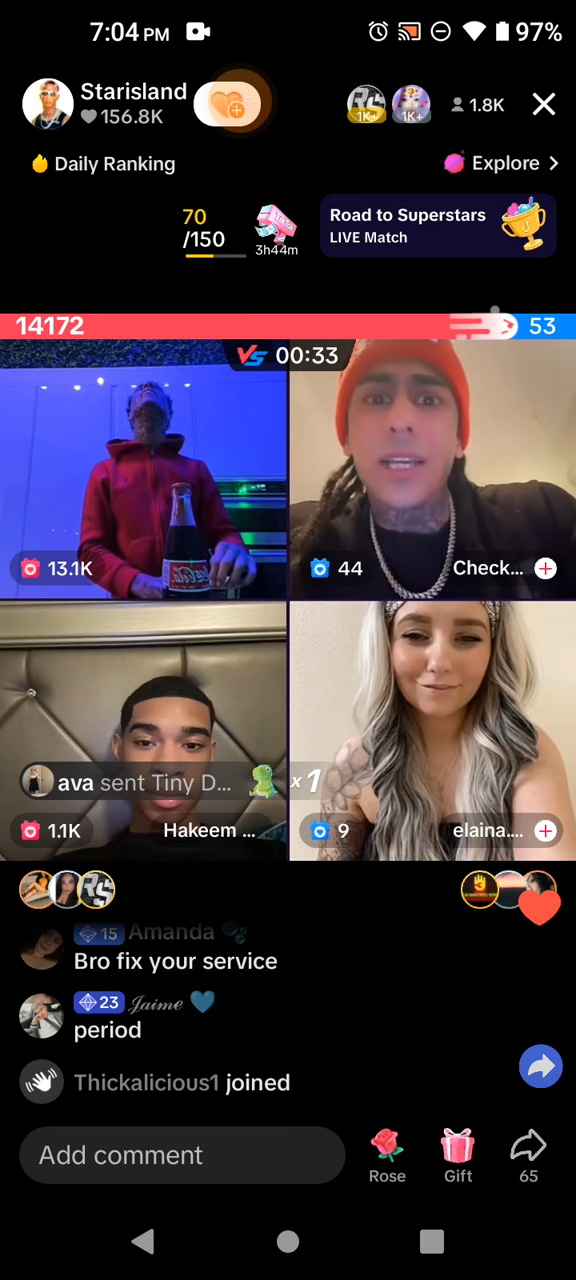 7:04 PM
97%
Starisland
156.8K
1K+
1K+
1.8K
Daily Ranking
Explore >
70
/150
TikTok
3h44m
Road to Superstars
LIVE Match
14172
53
VS 00:33
13.1K
44
Check...
ava sent Tiny D...
x1
1.1K
Hakeem ...
9
elaina....
15 Amanda
Bro fix your service
23 Jaime
period
Thickalicious1 joined
Add comment
Rose
Gift
65